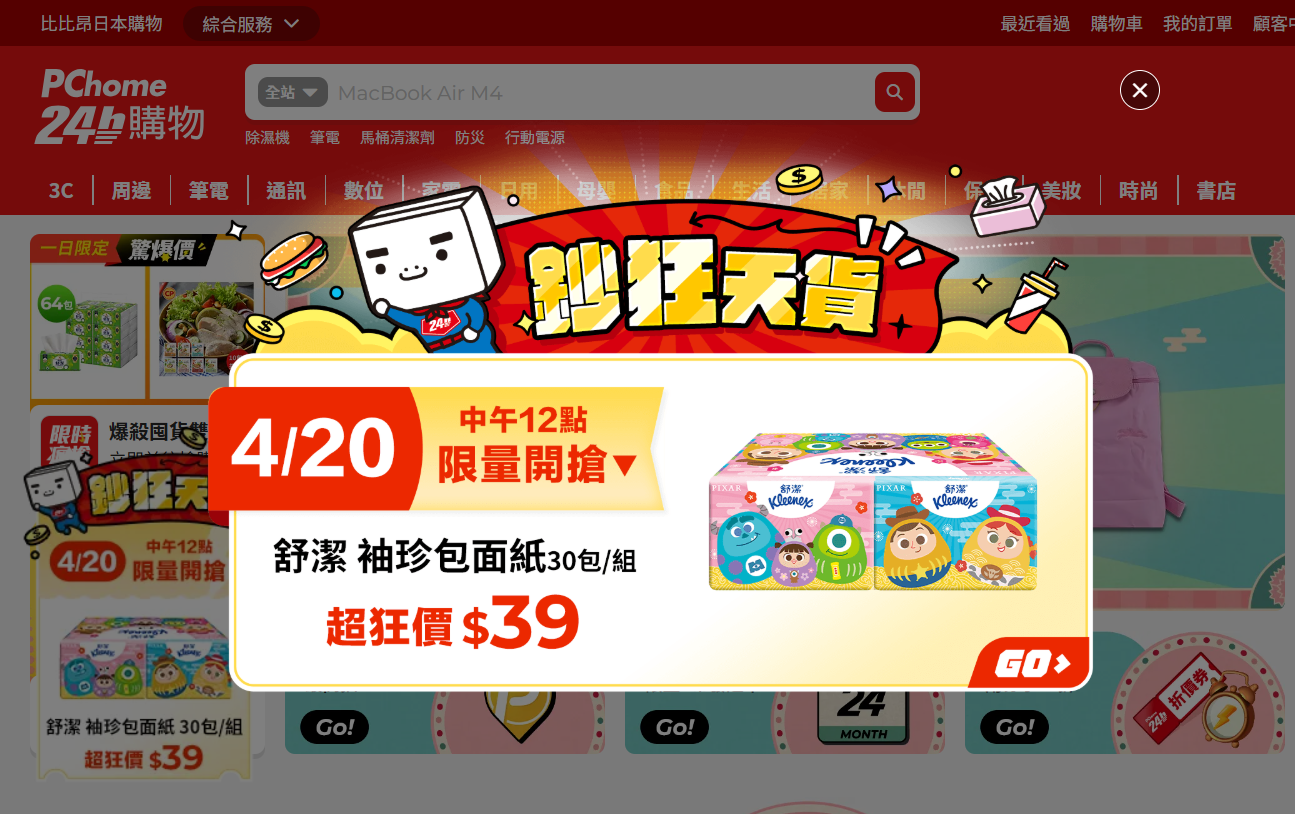 比比昂日本購物
綜合服務
最近看過
購物車
我的訂單
顧客中
PChome
24h購物
全站
MacBook Air M4
除濕機
筆電
馬桶清潔劑
防災
行動電源
3C
周邊
筆電
通訊
數位
家電
日用
母嬰
食品
生活
居家
休閒
保
美妝
時尚
書店
一日限定
驚爆價
64包
鈔狂天貨
24h
4/20
中午12點
限量開搶
舒潔 袖珍包面紙30包/組
超狂價 $39
PIXAR
舒潔
Kleenex
PIXAR
舒潔
Kleenex
GO
限時
爆殺囤貨雙
鈔狂天
4/20
中午12點
限量開搶
舒潔 袖珍包面紙 30包/組
超狂價 $39
Go!
Go!
24
MONTH
Go!
24h
折價券